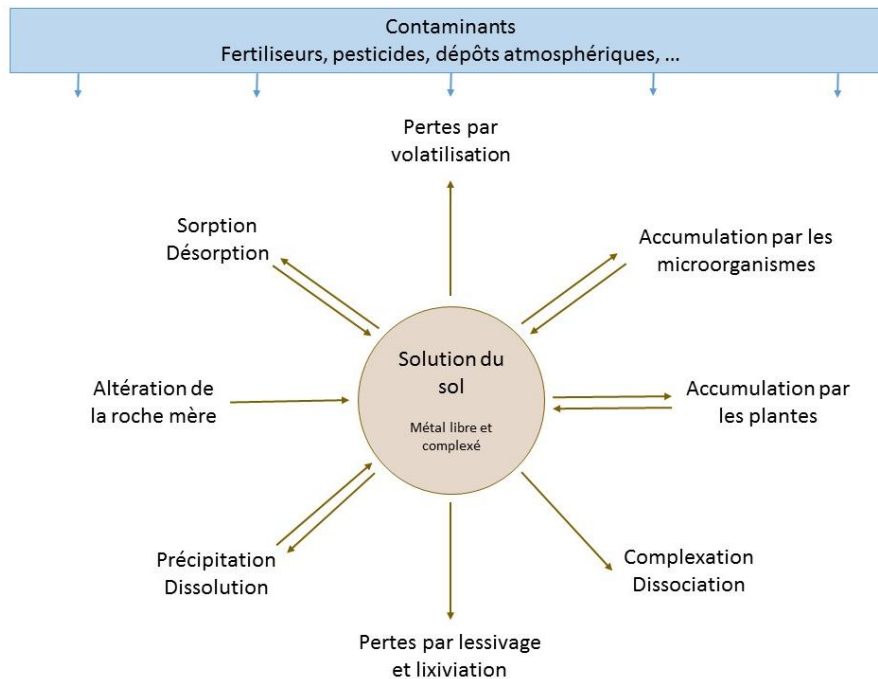 Contaminants
Fertiliseurs, pesticides, dépôts atmosphériques, ...
Pertes par
volatilisation
Sorption
Désorption
Accumulation par les
microorganismes
Solution du
sol
Métal libre et
complexé
Altération de
la roche mère
Accumulation par
les plantes
Précipitation
Dissolution
Complexation
Dissociation
Pertes par lessivage
et lixiviation